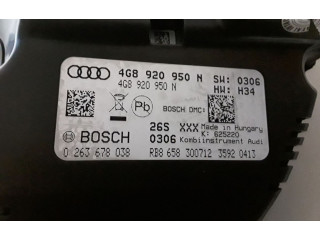 4G8 920 950 N SW: 0306
4G8 920 950 N HW: H34
Pb BOSCH DMC:
BOSCH 26S XXX Made in Hungary
0306 K: 625220
Kombiinstrument Audi
0 263 678 038 RB8 658 300712 3592 0413